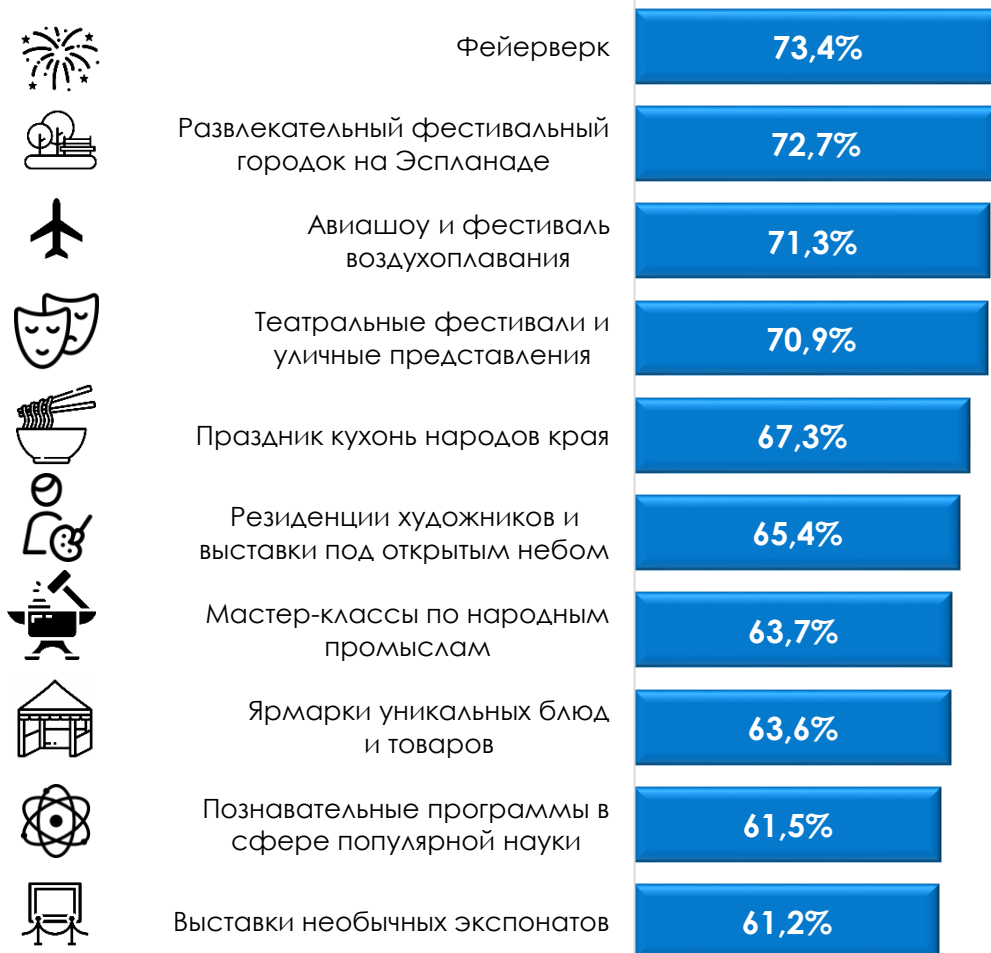 Фейерверк
73,4%
Развлекательный фестивальный
городок на Эспланаде
72,7%
Авиашоу и фестиваль
воздухоплавания
71,3%
Театральные фестивали и
уличные представления
70,9%
Праздник кухонь народов края
67,3%
Резиденции художников и
выставки под открытым небом
65,4%
Мастер-классы по народным
промыслам
63,7%
Ярмарки уникальных блюд
и товаров
63,6%
Познавательные программы в
сфере популярной науки
61,5%
Выставки необычных экспонатов
61,2%